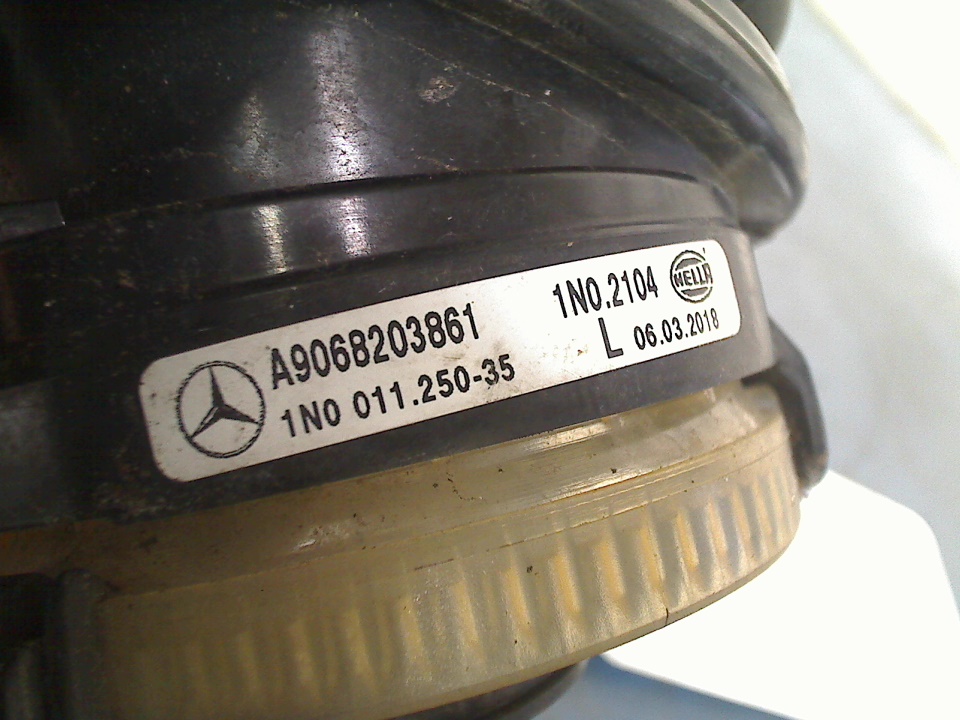 A9068203861
1N0 011.250-35
1N0.2104 HELLA
L 06.03.2018